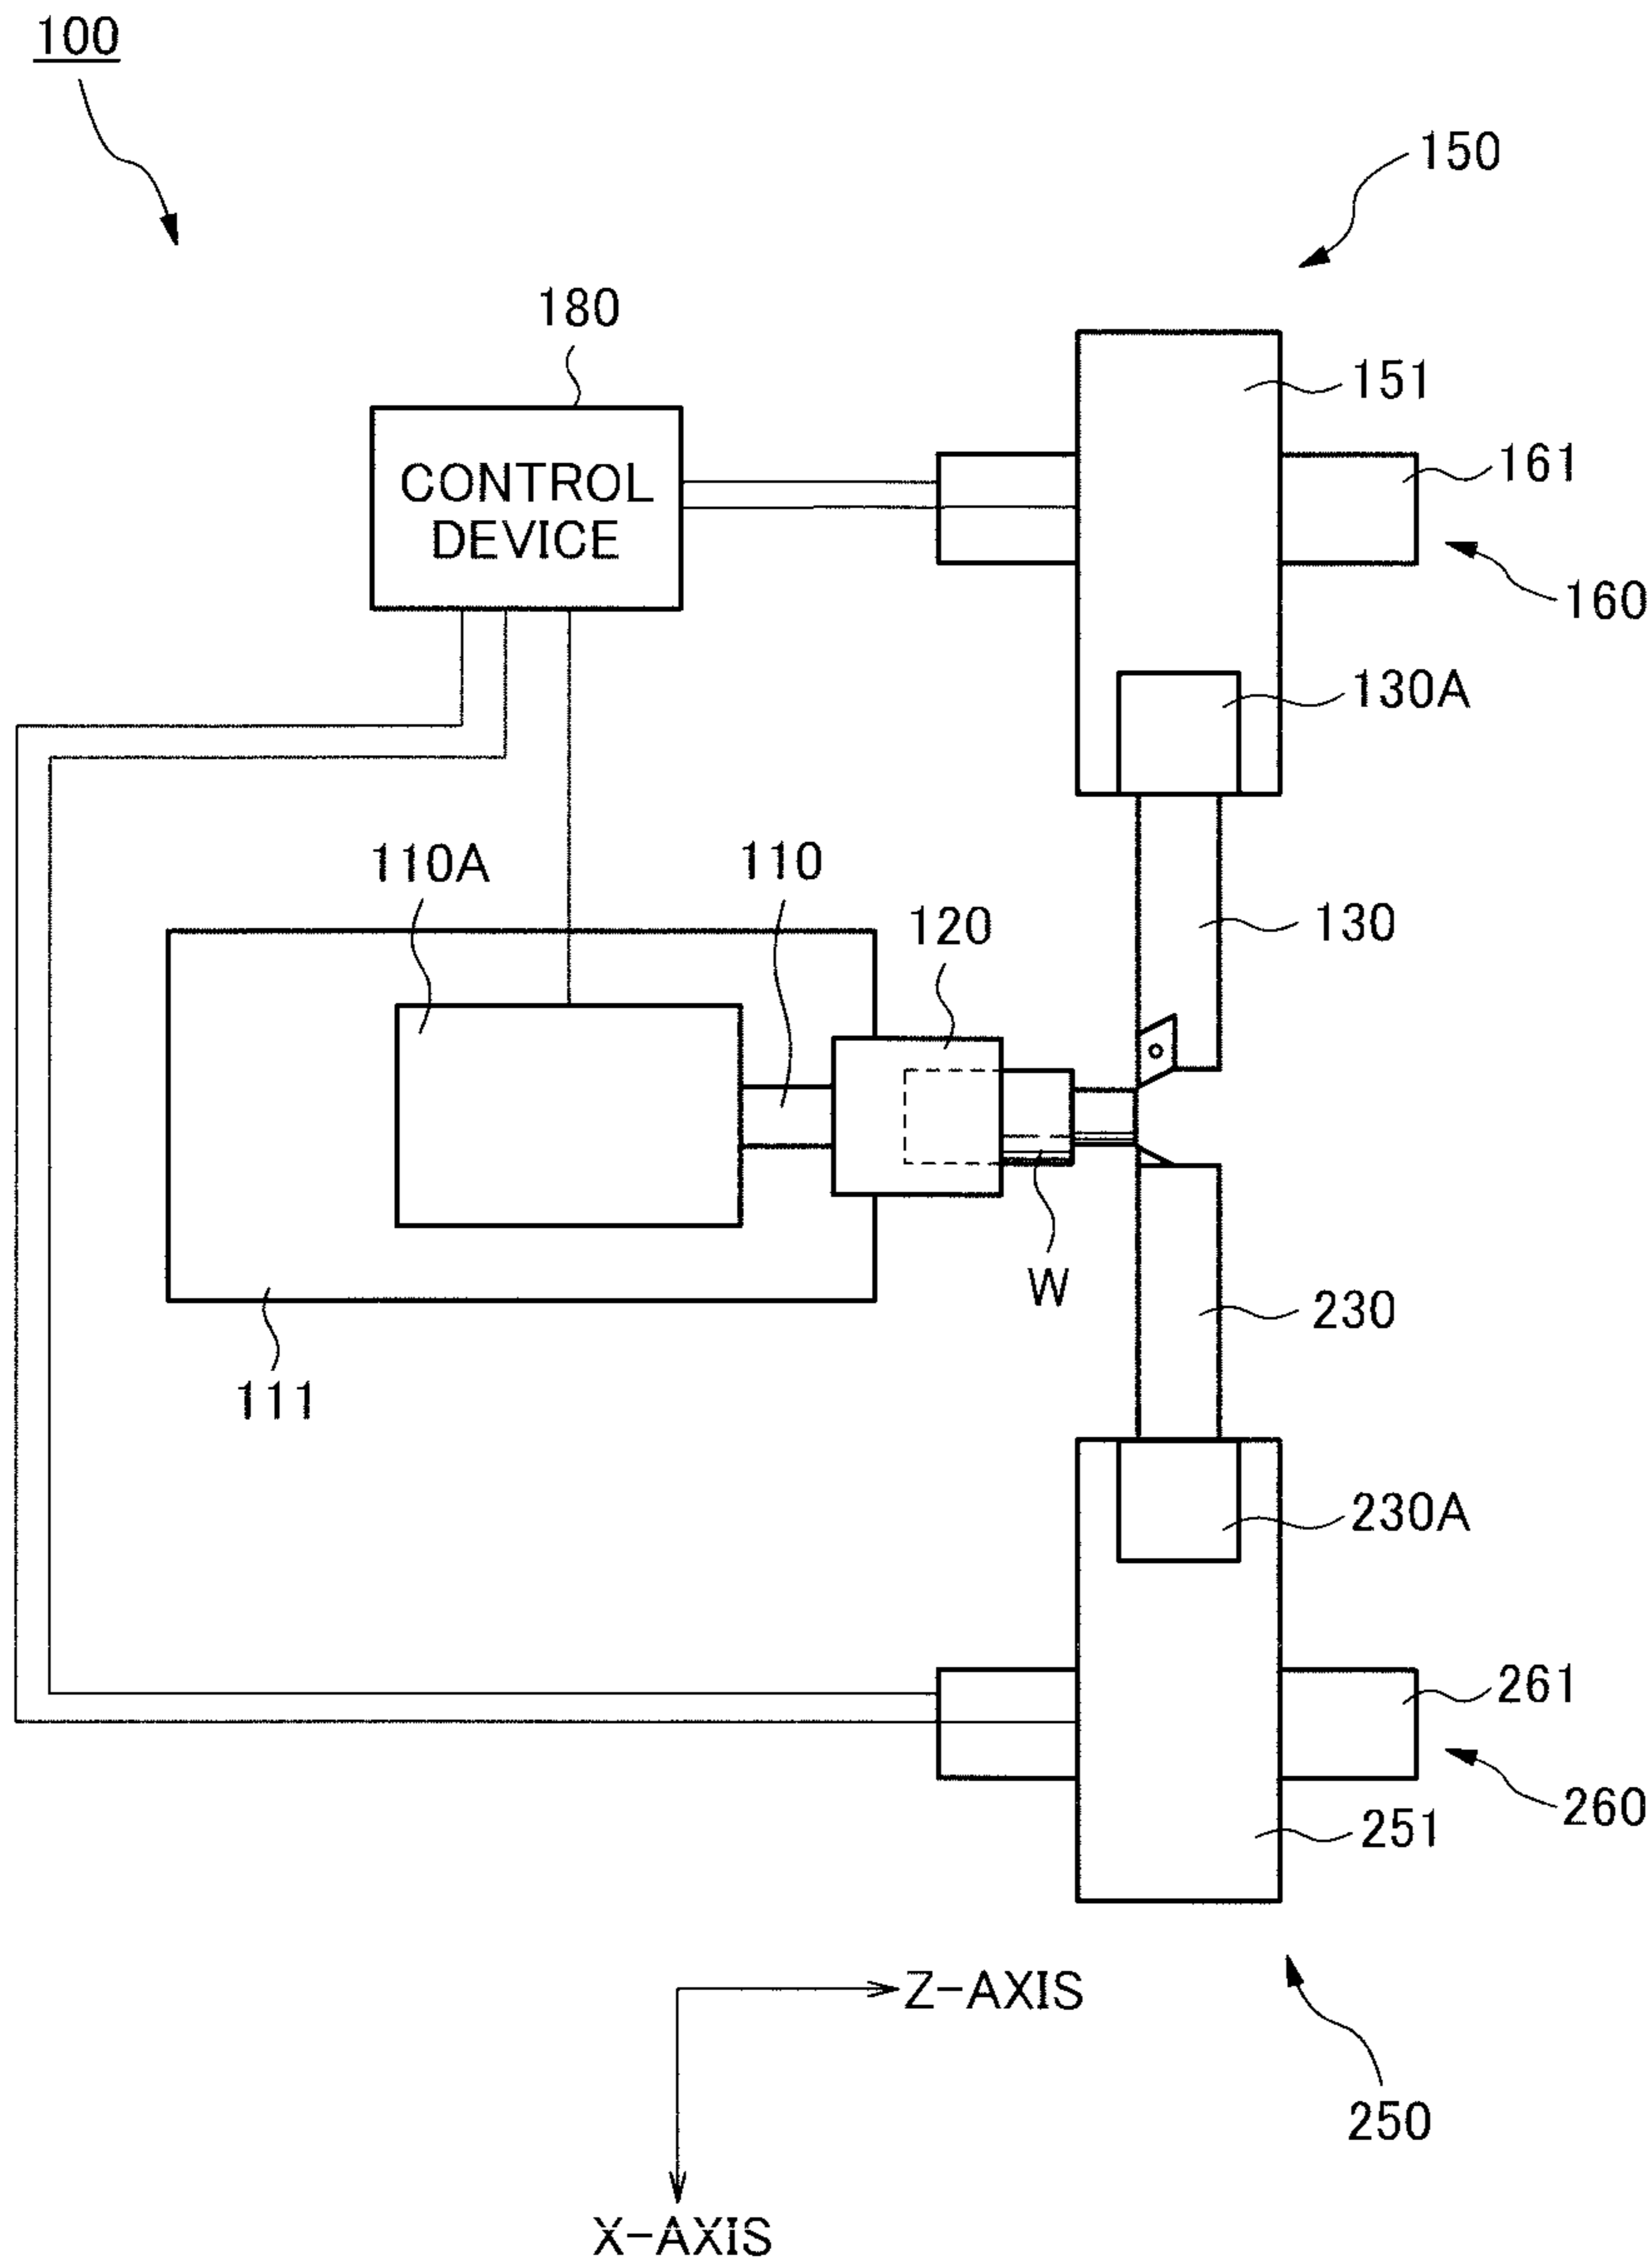 100
150
180
151
CONTROL
DEVICE
161
160
130A
110A
110
120
130
W
230
111
230A
261
260
251
Z-AXIS
250
X-AXIS